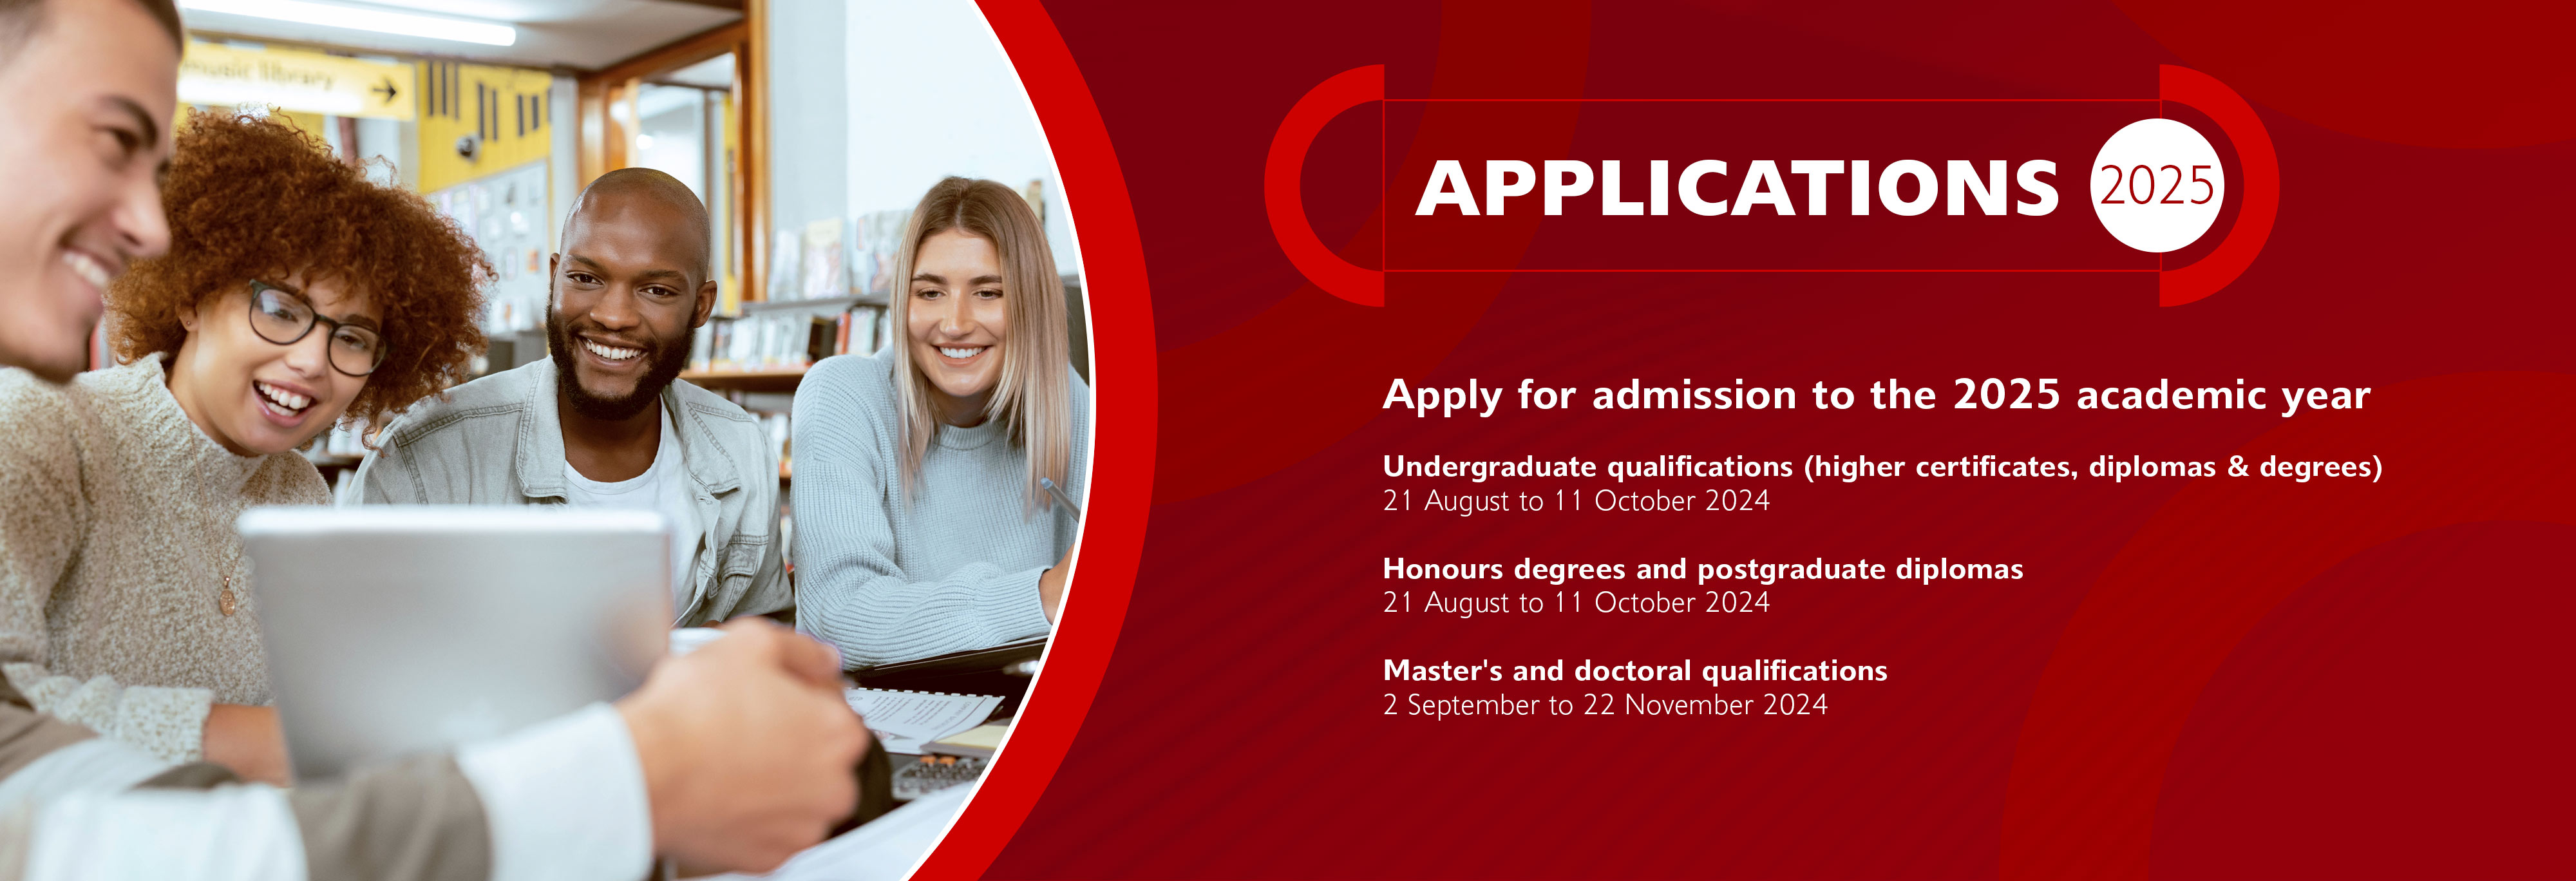 music library
APPLICATIONS 2025
Apply for admission to the 2025 academic year
Undergraduate qualifications (higher certificates, diplomas & degrees)
21 August to 11 October 2024
Honours degrees and postgraduate diplomas
21 August to 11 October 2024
Master's and doctoral qualifications
2 September to 22 November 2024